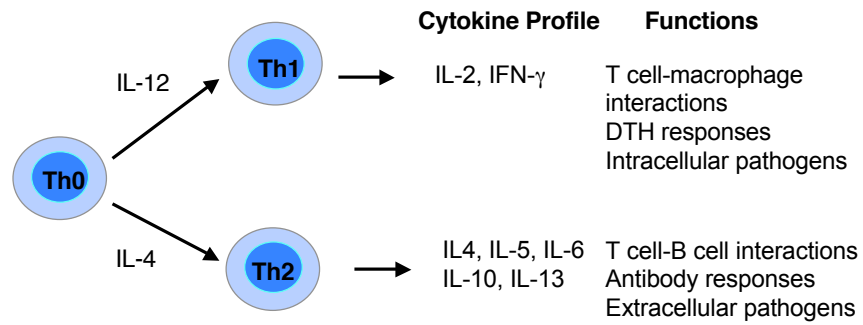 Cytokine Profile Functions
Th1
IL-12
IL-2, IFN-γ
T cell-macrophage
interactions
DTH responses
Intracellular pathogens
Th0
IL-4
Th2
IL4, IL-5, IL-6
IL-10, IL-13
T cell-B cell interactions
Antibody responses
Extracellular pathogens